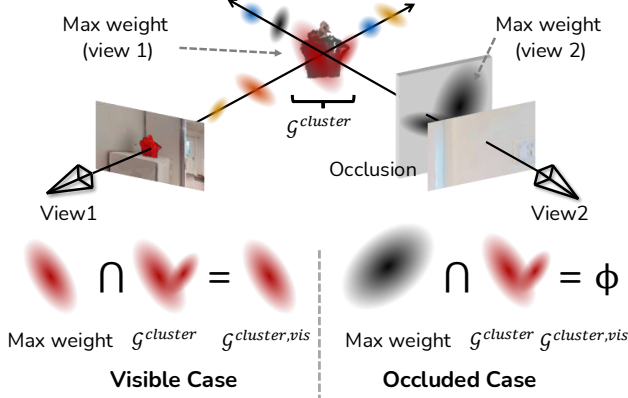 Max weight
(view 1)
Max weight
(view 2)
𝒢^{cluster}
Occlusion
View1
View2
∩ = ∩ = ϕ
Max weight 𝒢^{cluster} 𝒢^{cluster,vis} Max weight 𝒢^{cluster} 𝒢^{cluster,vis}
Visible Case Occluded Case